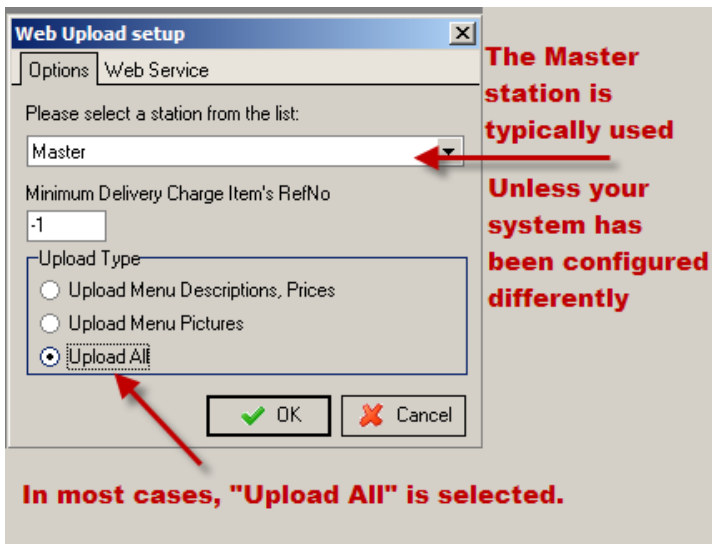 Web Upload setup
Options Web Service
Please select a station from the list:
Master
Minimum Delivery Charge Item's RefNo
-1
Upload Type
Upload Menu Descriptions, Prices
Upload Menu Pictures
Upload All
OK Cancel
The Master
station is
typically used
Unless your
system has
been configured
differently
In most cases, "Upload All" is selected.